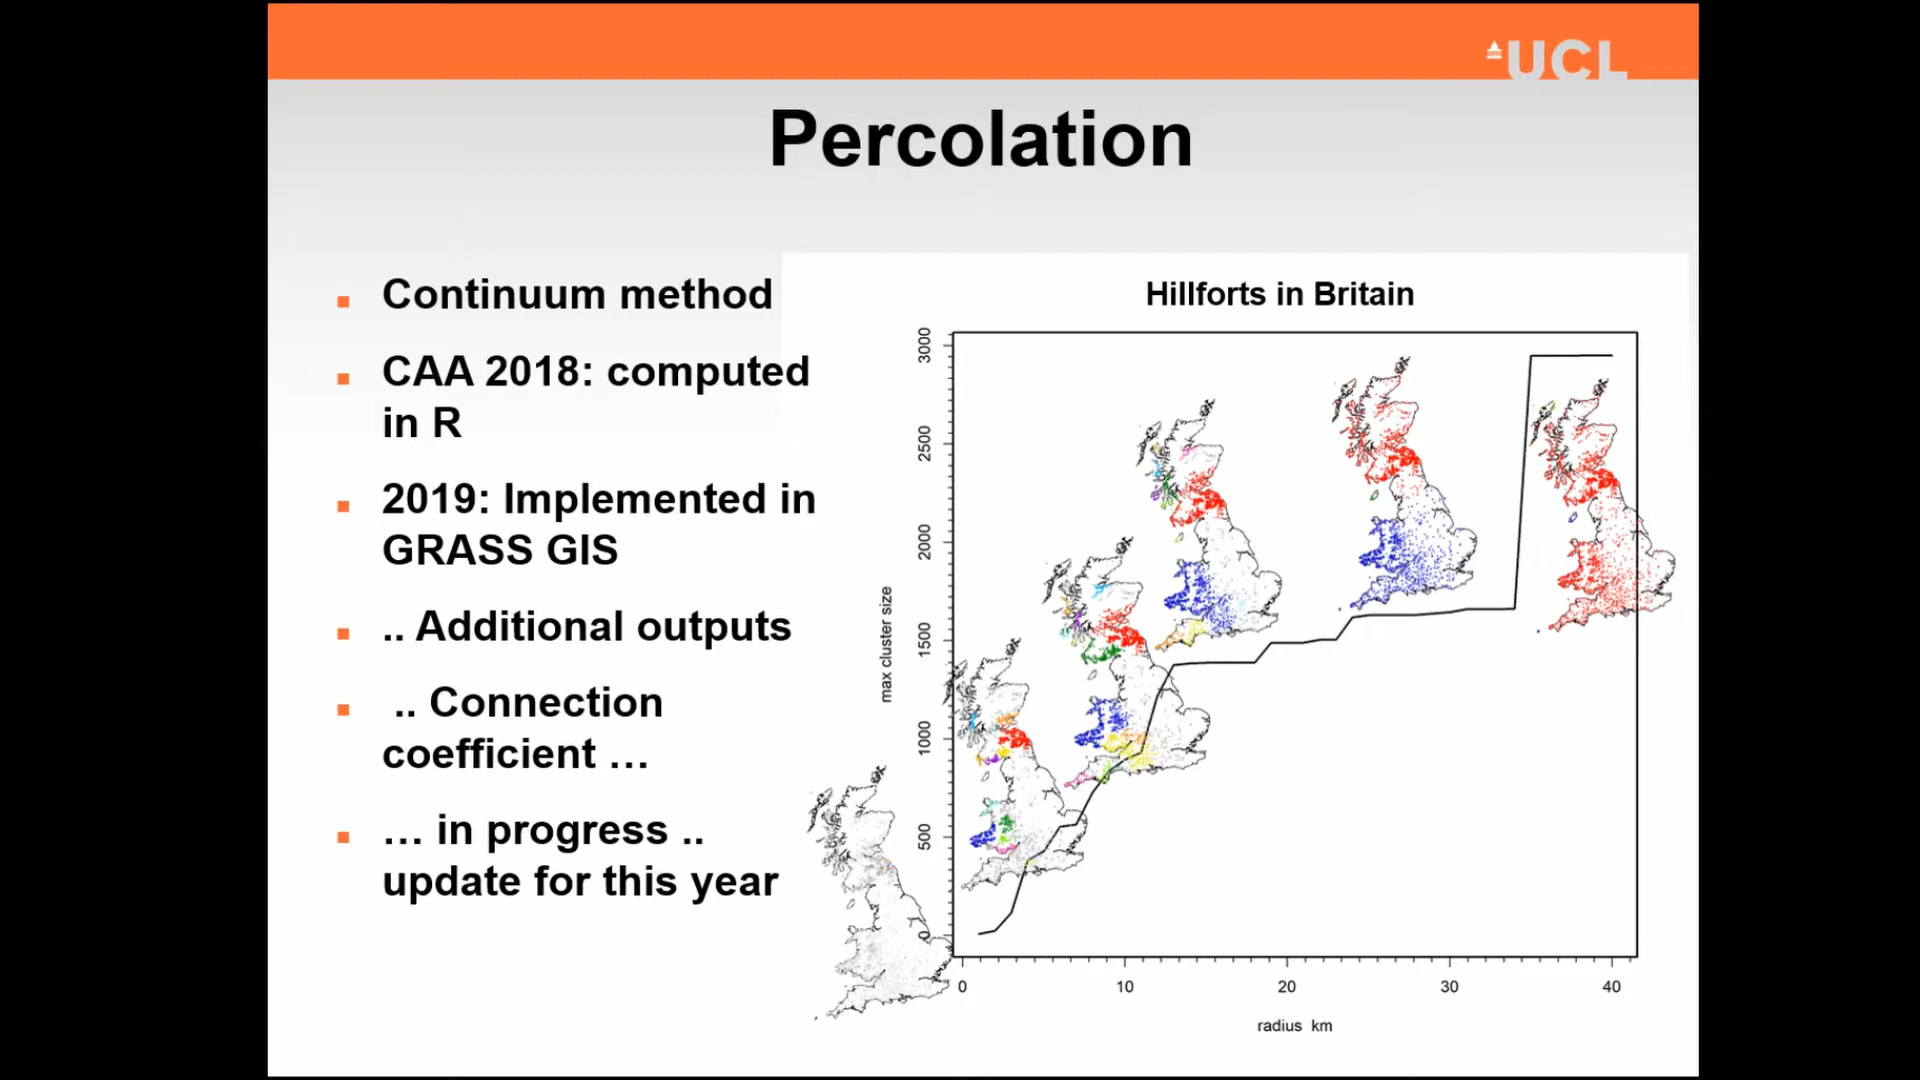 UCL
Percolation
Continuum method
CAA 2018: computed
in R
2019: Implemented in
GRASS GIS
.. Additional outputs
.. Connection
coefficient …
… in progress ..
update for this year
Hillforts in Britain
3000
2500
2000
1500
1000
500
0
max cluster size
0 10 20 30 40
radius km